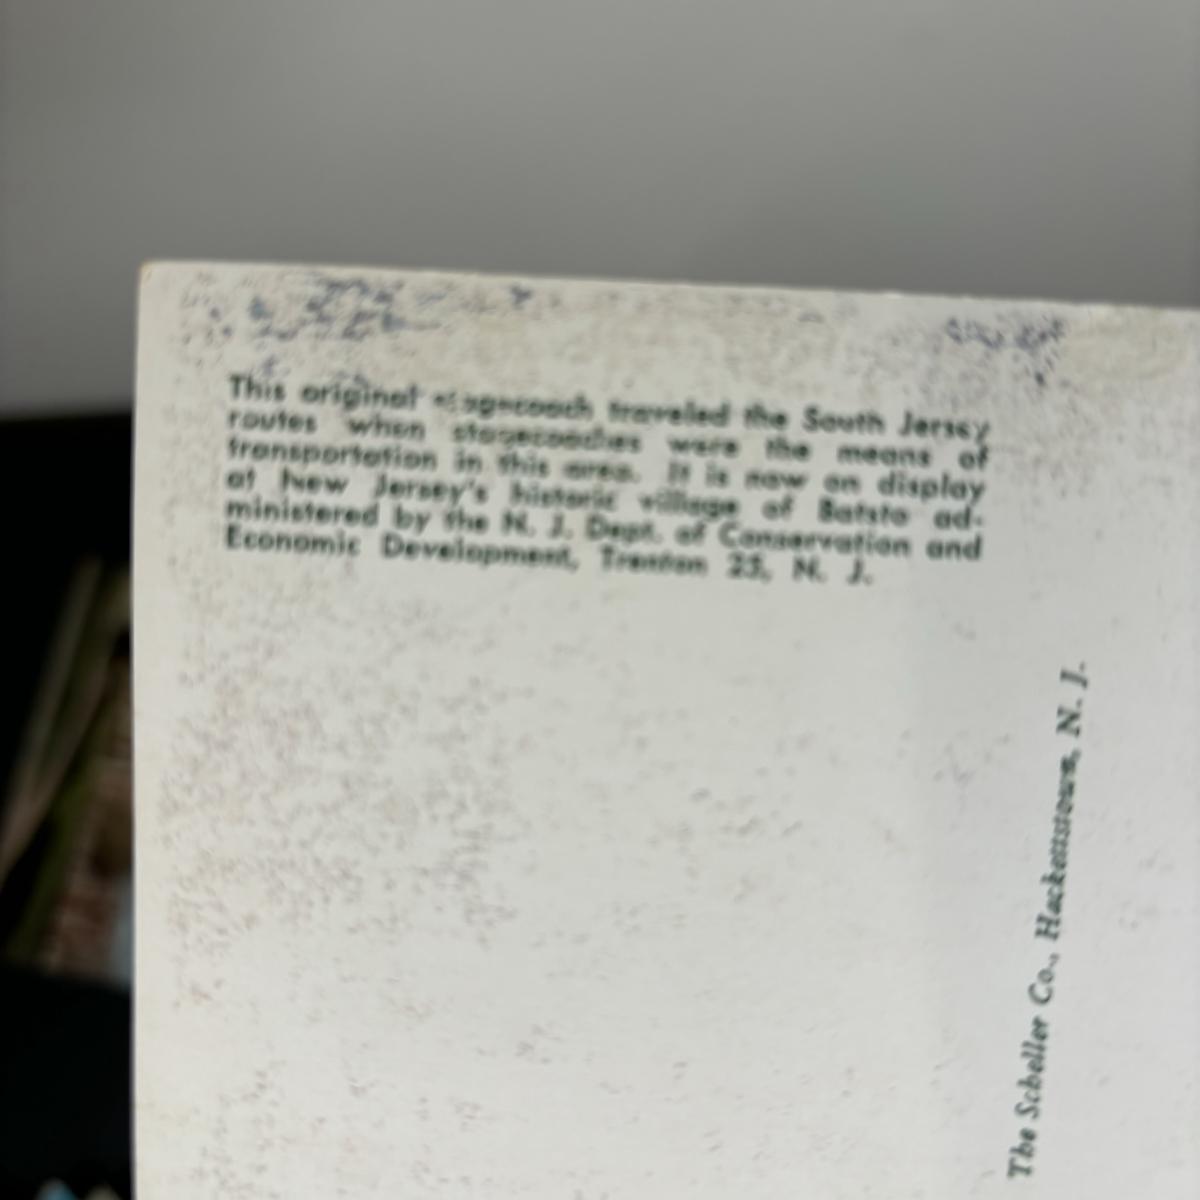 This original stagecoach traveled the South Jersey
routes when stagecoaches were the means of
transportation in this area. It is now on display
at New Jersey's historic village of Batsto ad-
ministered by the N. J. Dept. of Conservation and
Economic Development, Trenton 25, N. J.
The Scheller Co., Hackettstown, N. J.